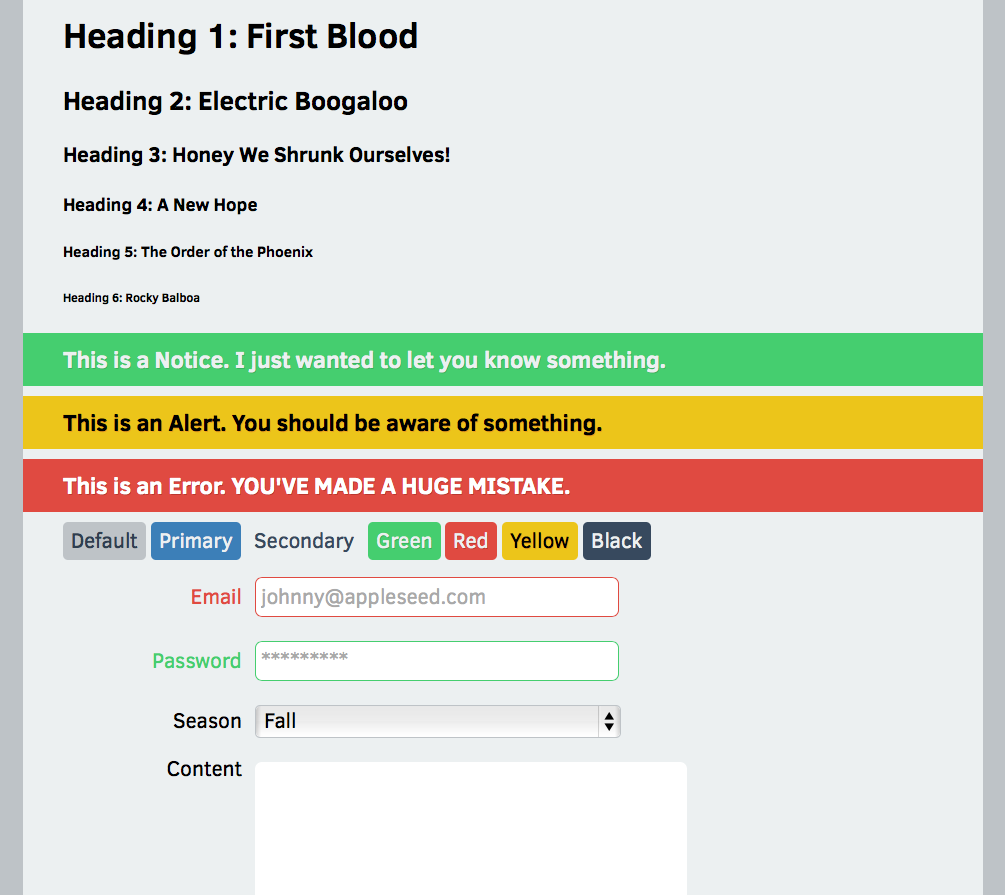 Heading 1: First Blood
Heading 2: Electric Boogaloo
Heading 3: Honey We Shrunk Ourselves!
Heading 4: A New Hope
Heading 5: The Order of the Phoenix
Heading 6: Rocky Balboa
This is a Notice. I just wanted to let you know something.
This is an Alert. You should be aware of something.
This is an Error. YOU'VE MADE A HUGE MISTAKE.
Default Primary Secondary Green Red Yellow Black
Email johnny@appleseed.com
Password *********
Season Fall
Content